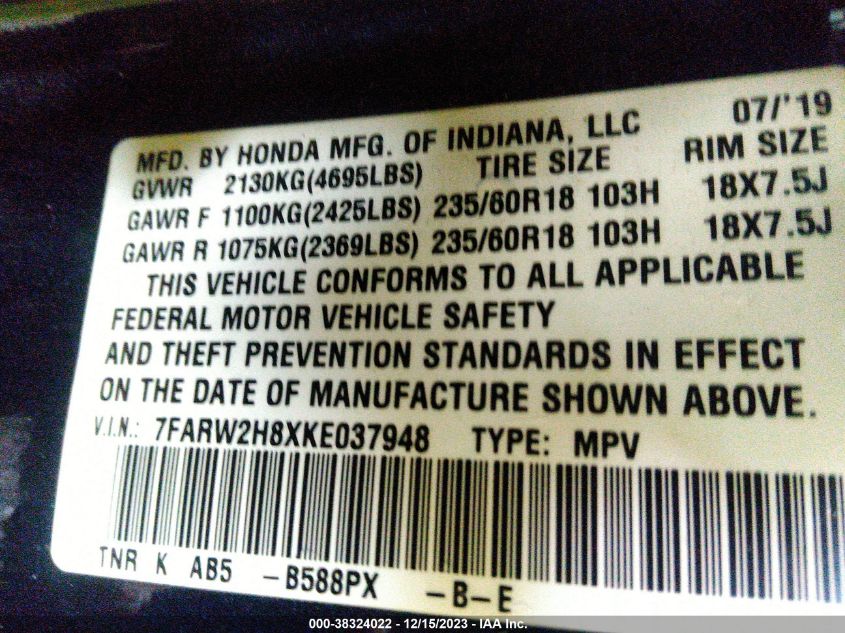 07/'19
MFD. BY HONDA MFG. OF INDIANA, LLC
GVWR 2130KG(4695LBS) TIRE SIZE RIM SIZE
GAWR F 1100KG(2425LBS) 235/60R18 103H 18X7.5J
GAWR R 1075KG(2369LBS) 235/60R18 103H 18X7.5J
THIS VEHICLE CONFORMS TO ALL APPLICABLE
FEDERAL MOTOR VEHICLE SAFETY
AND THEFT PREVENTION STANDARDS IN EFFECT
ON THE DATE OF MANUFACTURE SHOWN ABOVE.
V.I.N.: 7FARW2H8XKE037948 TYPE: MPV
TNR K AB5 -B588PX -B-E
000-38324022 - 12/15/2023 - IAA Inc.